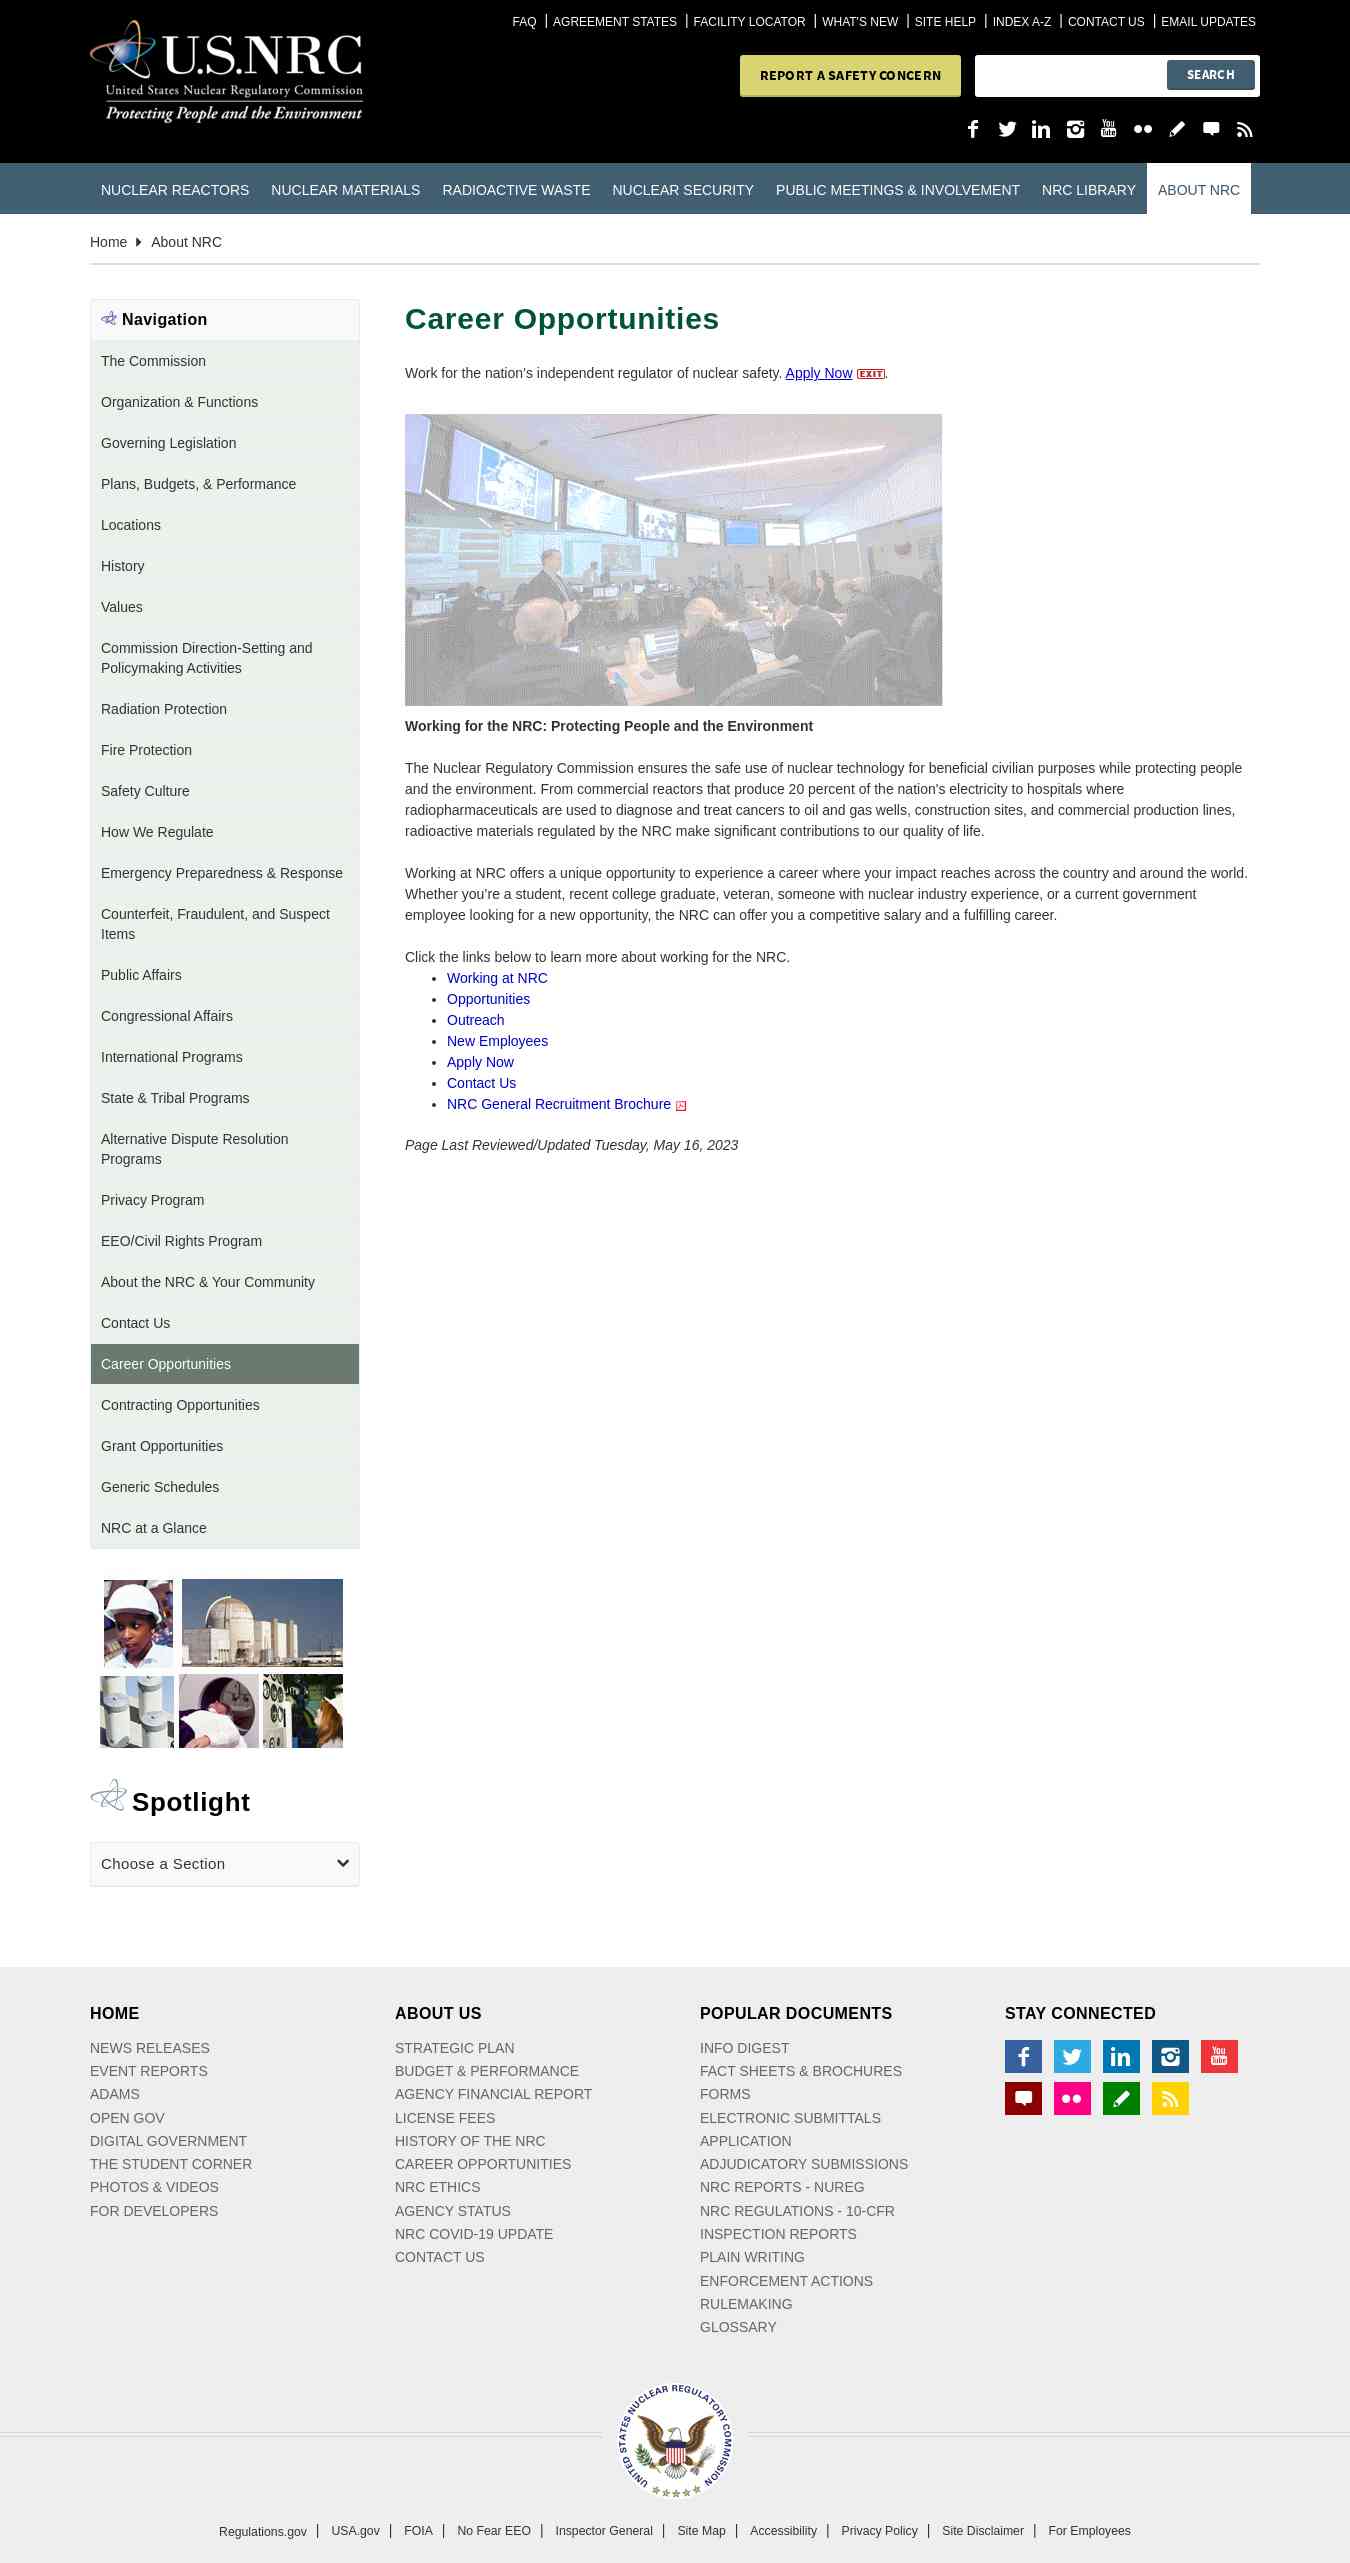 FAQ | AGREEMENT STATES | FACILITY LOCATOR | WHAT'S NEW | SITE HELP | INDEX A-Z | CONTACT US | EMAIL UPDATES
U.S.NRC
United States Nuclear Regulatory Commission
Protecting People and the Environment
REPORT A SAFETY CONCERN
SEARCH
NUCLEAR REACTORS NUCLEAR MATERIALS RADIOACTIVE WASTE NUCLEAR SECURITY PUBLIC MEETINGS & INVOLVEMENT NRC LIBRARY ABOUT NRC
Home About NRC
Navigation
The Commission
Organization & Functions
Governing Legislation
Plans, Budgets, & Performance
Locations
History
Values
Commission Direction-Setting and
Policymaking Activities
Radiation Protection
Fire Protection
Safety Culture
How We Regulate
Emergency Preparedness & Response
Counterfeit, Fraudulent, and Suspect
Items
Public Affairs
Congressional Affairs
International Programs
State & Tribal Programs
Alternative Dispute Resolution
Programs
Privacy Program
EEO/Civil Rights Program
About the NRC & Your Community
Contact Us
Career Opportunities
Contracting Opportunities
Grant Opportunities
Generic Schedules
NRC at a Glance
Spotlight
Choose a Section
Career Opportunities
Work for the nation's independent regulator of nuclear safety. Apply Now EXIT.
Working for the NRC: Protecting People and the Environment
The Nuclear Regulatory Commission ensures the safe use of nuclear technology for beneficial civilian purposes while protecting people
and the environment. From commercial reactors that produce 20 percent of the nation's electricity to hospitals where
radiopharmaceuticals are used to diagnose and treat cancers to oil and gas wells, construction sites, and commercial production lines,
radioactive materials regulated by the NRC make significant contributions to our quality of life.
Working at NRC offers a unique opportunity to experience a career where your impact reaches across the country and around the world.
Whether you're a student, recent college graduate, veteran, someone with nuclear industry experience, or a current government
employee looking for a new opportunity, the NRC can offer you a competitive salary and a fulfilling career.
Click the links below to learn more about working for the NRC.
• Working at NRC
• Opportunities
• Outreach
• New Employees
• Apply Now
• Contact Us
• NRC General Recruitment Brochure
Page Last Reviewed/Updated Tuesday, May 16, 2023
HOME
NEWS RELEASES
EVENT REPORTS
ADAMS
OPEN GOV
DIGITAL GOVERNMENT
THE STUDENT CORNER
PHOTOS & VIDEOS
FOR DEVELOPERS
ABOUT US
STRATEGIC PLAN
BUDGET & PERFORMANCE
AGENCY FINANCIAL REPORT
LICENSE FEES
HISTORY OF THE NRC
CAREER OPPORTUNITIES
NRC ETHICS
AGENCY STATUS
NRC COVID-19 UPDATE
CONTACT US
POPULAR DOCUMENTS
INFO DIGEST
FACT SHEETS & BROCHURES
FORMS
ELECTRONIC SUBMITTALS
APPLICATION
ADJUDICATORY SUBMISSIONS
NRC REPORTS - NUREG
NRC REGULATIONS - 10-CFR
INSPECTION REPORTS
PLAIN WRITING
ENFORCEMENT ACTIONS
RULEMAKING
GLOSSARY
STAY CONNECTED
You Tube
UNITED STATES NUCLEAR REGULATORY COMMISSION
Regulations.gov | USA.gov | FOIA | No Fear EEO | Inspector General | Site Map | Accessibility | Privacy Policy | Site Disclaimer | For Employees